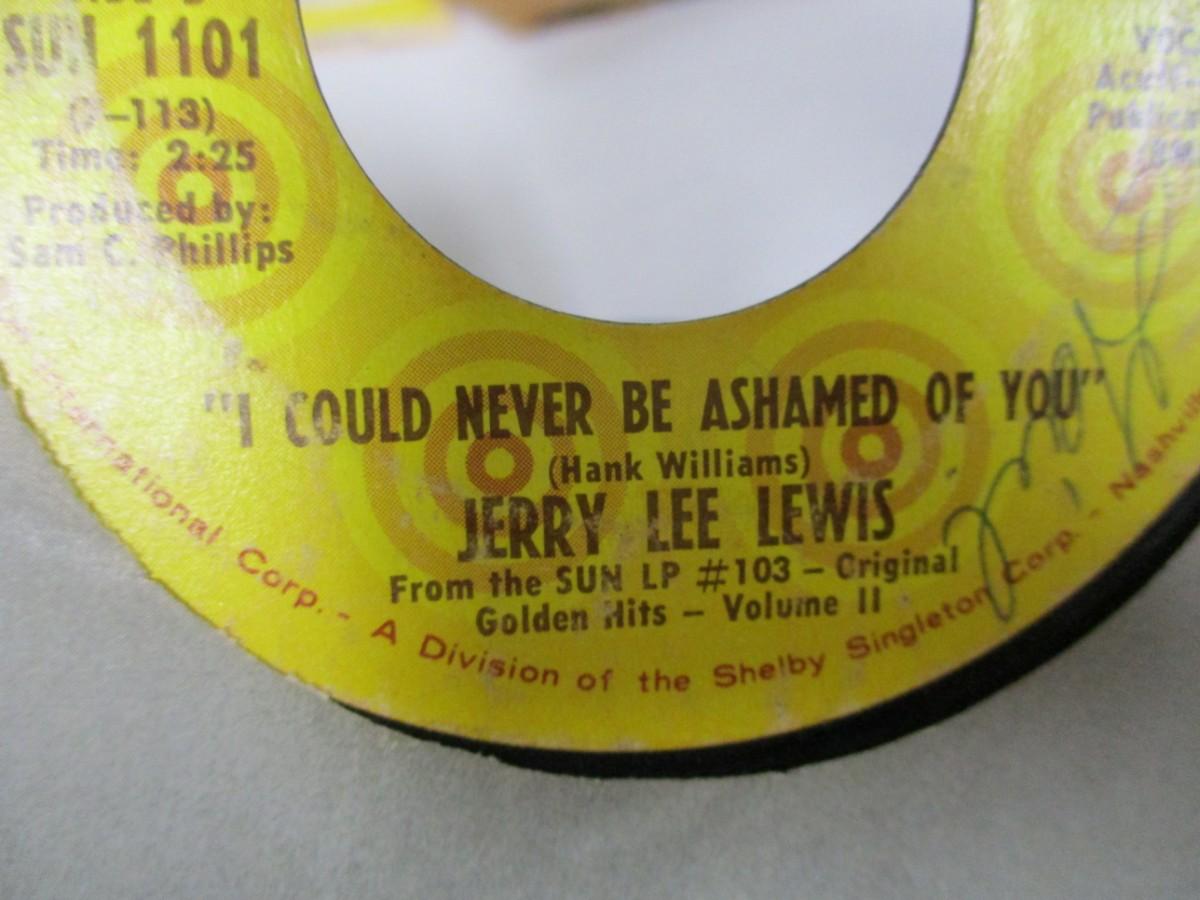 SUN 1101
–113)
Time: 2:25
Produced by:
Sam C. Phillips
"I COULD NEVER BE ASHAMED OF YOU"
(Hank Williams)
JERRY LEE LEWIS
From the SUN LP #103 – Original
Golden Hits – Volume II
International Corp. - A Division of the Shelby Singleton Corp. - Nashvi